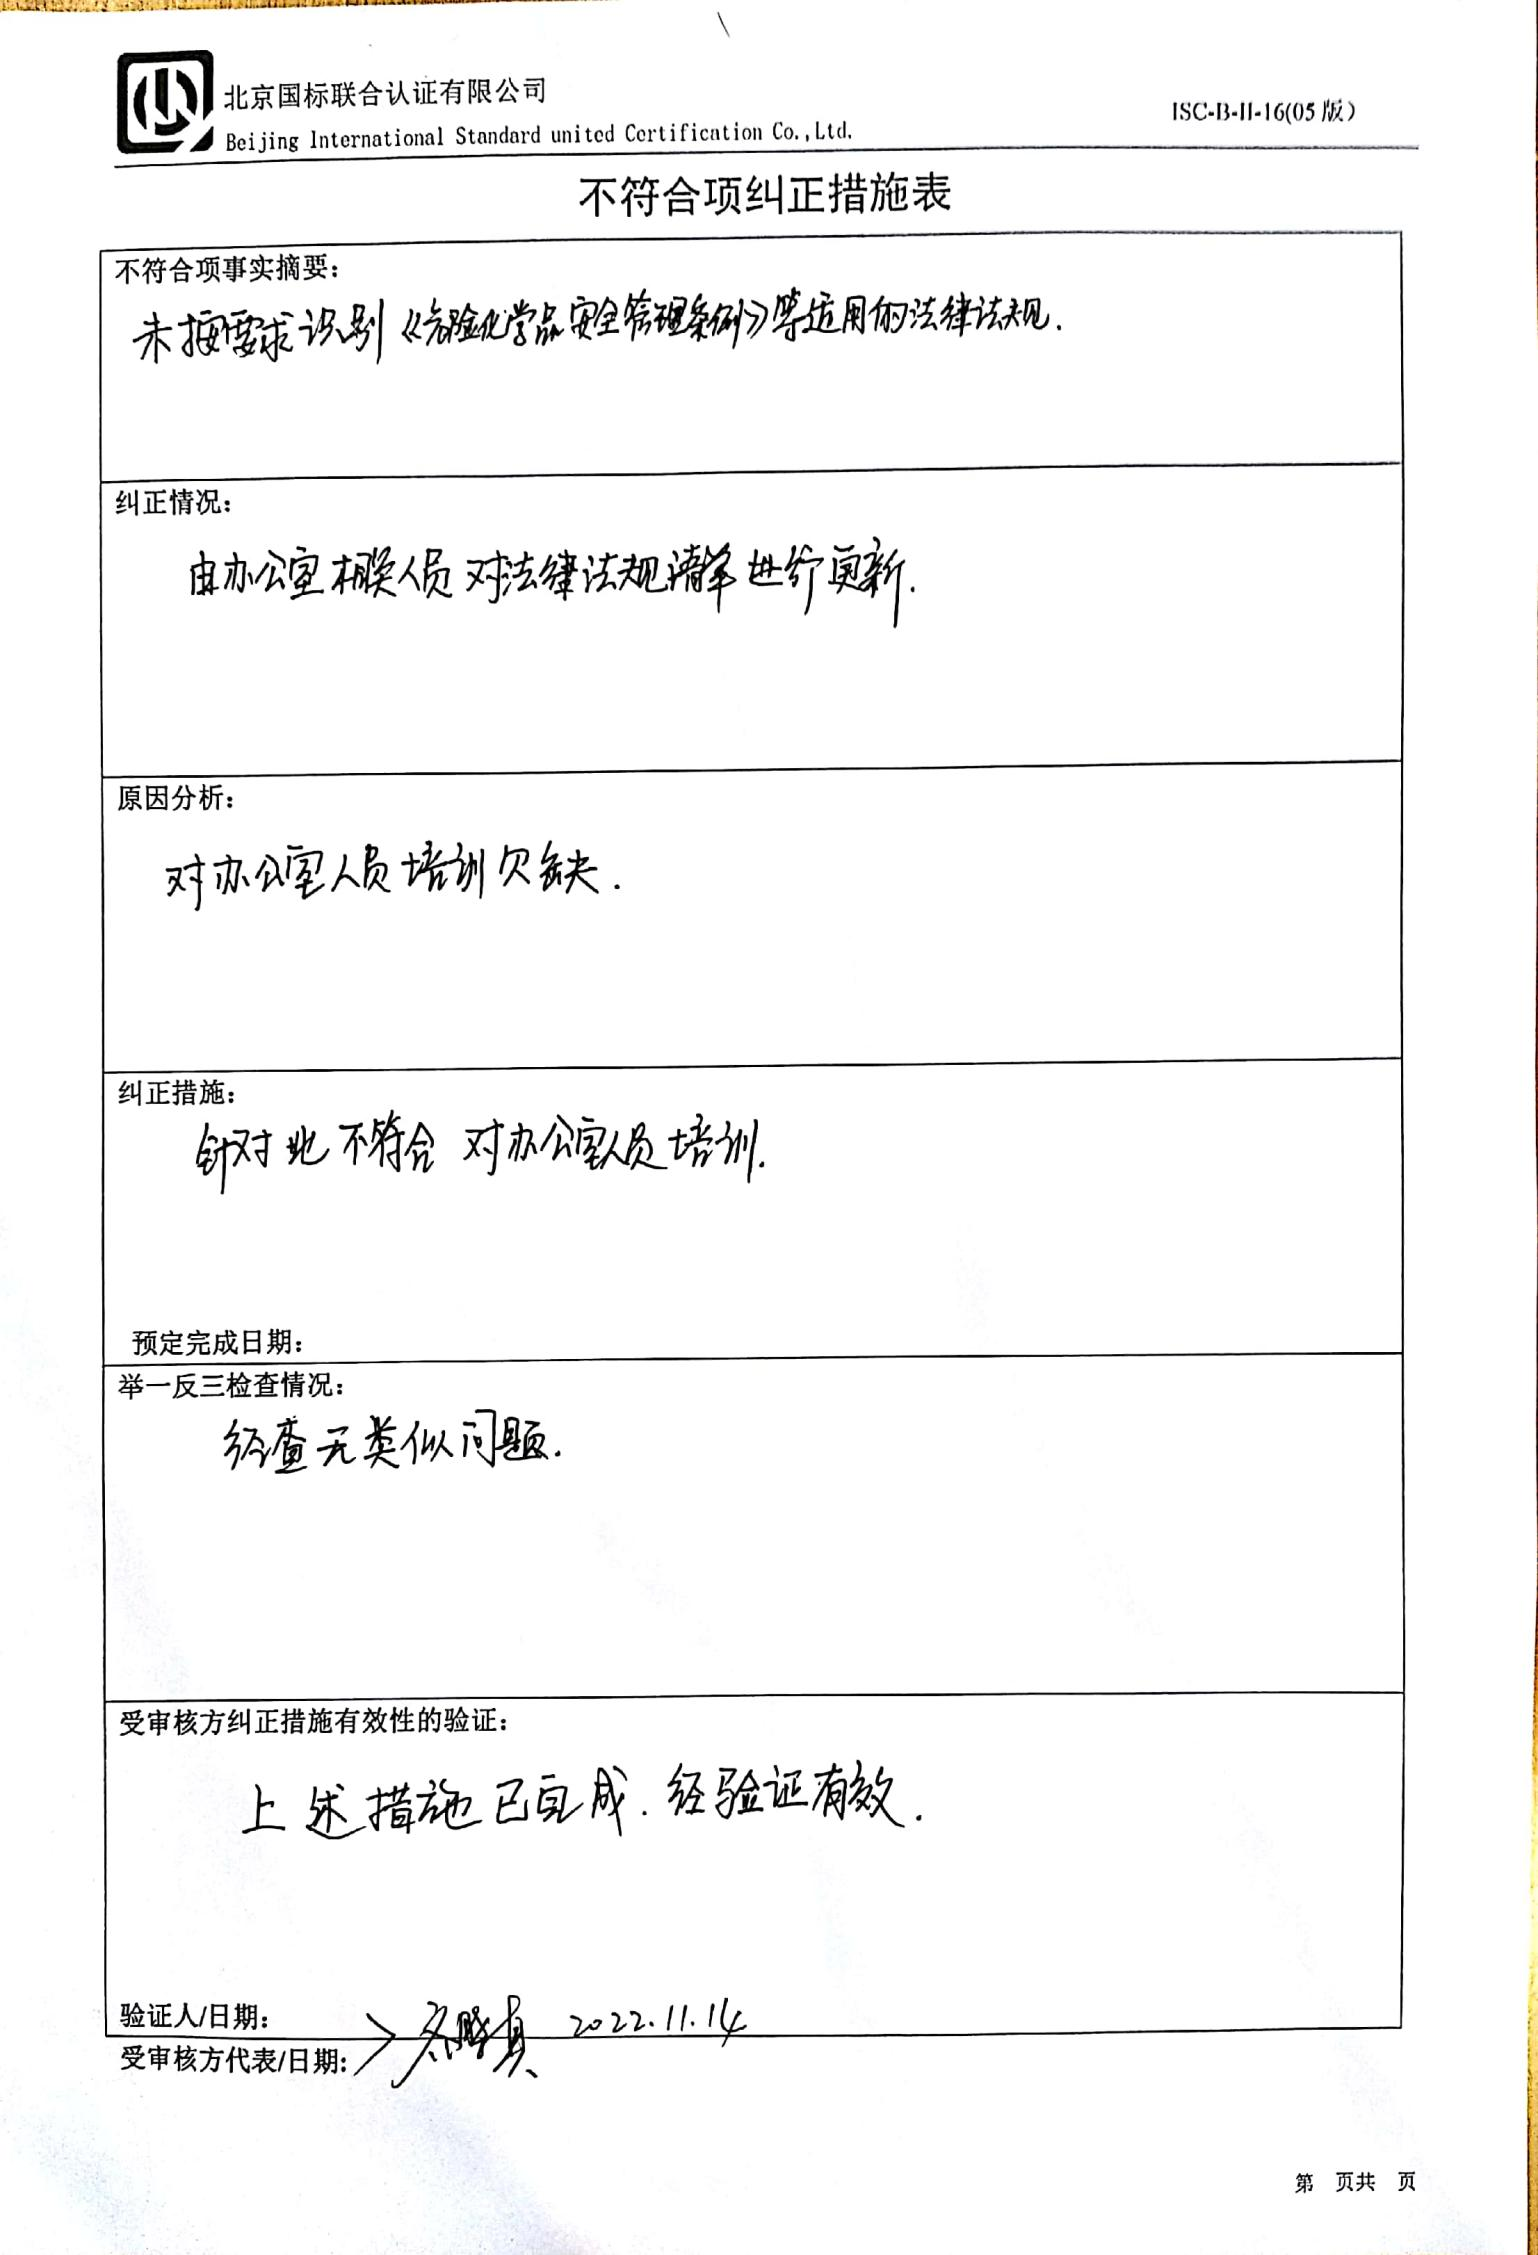 北京国标联合认证有限公司
Beijing International Standard united Certification Co.,Ltd.
ISC-B-II-16(05版)
不符合项纠正措施表
不符合项事实摘要:
未按要求识别《危险化学品安全管理条例》等适用的法律法规.
纠正情况:
由办公室相关人员对法律法规清单进行更新.
原因分析:
对办公室人员培训欠缺.
纠正措施:
针对此不符合 对办公室人员培训.
预定完成日期:
举一反三检查情况:
经查无类似问题.
受审核方纠正措施有效性的验证:
上述措施已完成. 经验证有效.
验证人/日期: 2022.11.14
受审核方代表/日期:
第 页共 页